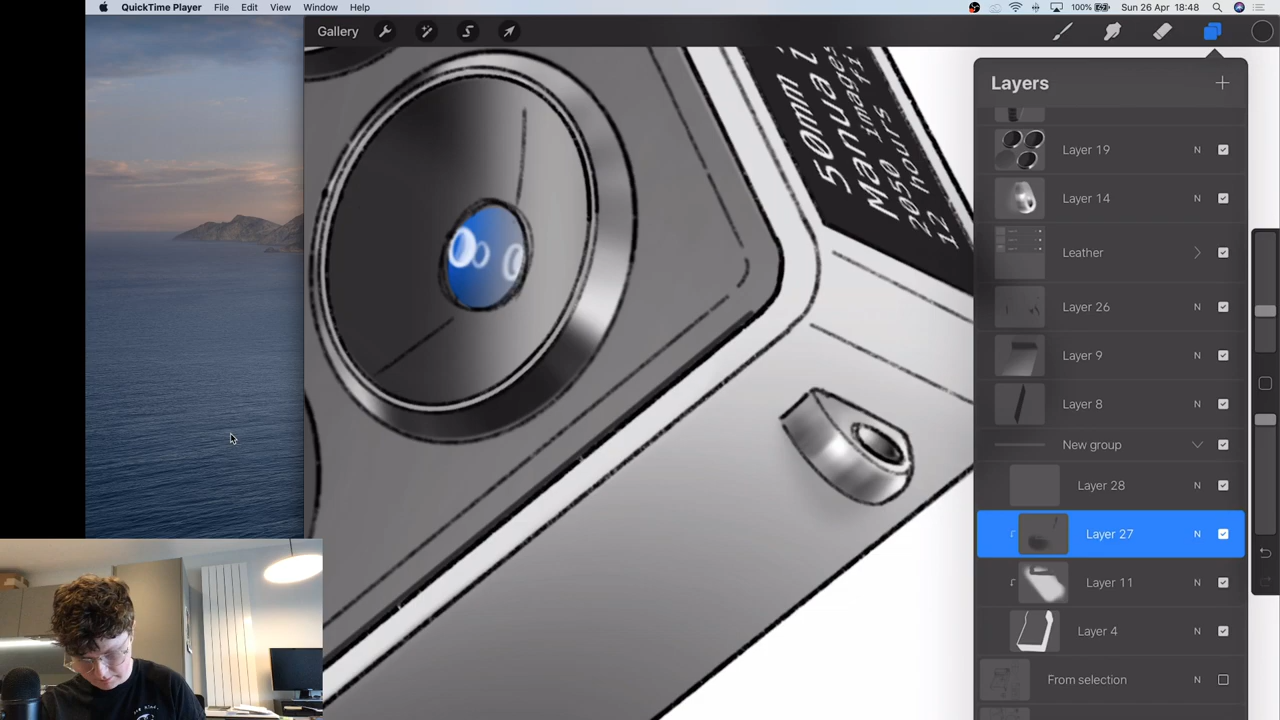 QuickTime Player File Edit View Window Help
100% Sun 26 Apr 18:48
Gallery
Layers
Layer 19 N
Layer 14 N
Leather
Layer 26 N
Layer 9 N
Layer 8 N
New group
Layer 28 N
Layer 27 N
Layer 11 N
Layer 4 N
From selection N
50mm
Manual
2050 images
12 hours